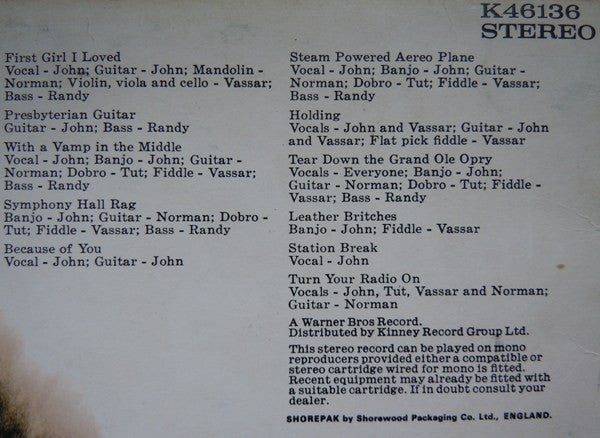 K46136
STEREO
First Girl I Loved
Vocal - John; Guitar - John; Mandolin -
Norman; Violin, viola and cello - Vassar;
Bass - Randy
Presbyterian Guitar
Guitar - John; Bass - Randy
With a Vamp in the Middle
Vocal - John; Banjo - John; Guitar -
Norman; Dobro - Tut; Fiddle - Vassar;
Bass - Randy
Symphony Hall Rag
Banjo - John; Guitar - Norman; Dobro -
Tut; Fiddle - Vassar; Bass - Randy
Because of You
Vocal - John; Guitar - John
Steam Powered Aereo Plane
Vocal - John; Banjo - John; Guitar -
Norman; Dobro - Tut; Fiddle - Vassar;
Bass - Randy
Holding
Vocals - John and Vassar; Guitar - John
and Vassar; Flat pick fiddle - Vassar
Tear Down the Grand Ole Opry
Vocals - Everyone; Banjo - John;
Guitar - Norman; Dobro - Tut; Fiddle -
Vassar; Bass - Randy
Leather Britches
Banjo - John; Fiddle - Vassar
Station Break
Vocal - John
Turn Your Radio On
Vocals - John, Tut, Vassar and Norman;
Guitar - Norman
A Warner Bros Record.
Distributed by Kinney Record Group Ltd.
This stereo record can be played on mono
reproducers provided either a compatible or
stereo cartridge wired for mono is fitted.
Recent equipment may already be fitted with
a suitable cartridge. If in doubt consult your
dealer.
SHOREPAK by Shorewood Packaging Co. Ltd., ENGLAND.